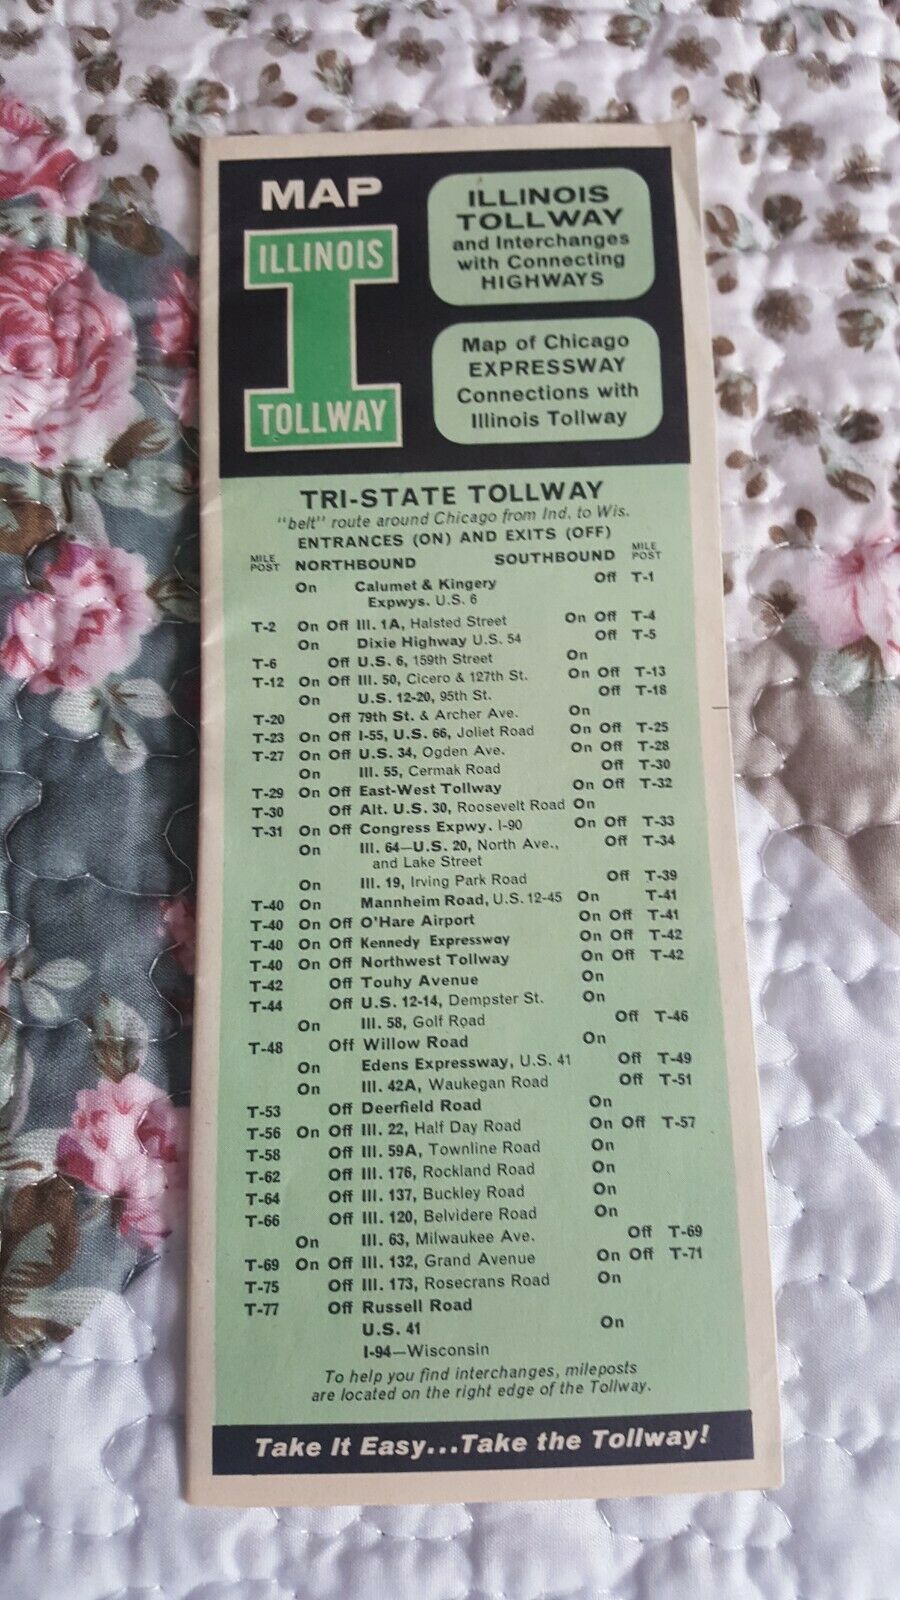 MAP
ILLINOIS
TOLLWAY
ILLINOIS
TOLLWAY
and Interchanges
with Connecting
HIGHWAYS
Map of Chicago
EXPRESSWAY
Connections with
Illinois Tollway
TRI-STATE TOLLWAY
"belt" route around Chicago from Ind. to Wis.
ENTRANCES (ON) AND EXITS (OFF)
MILE POST NORTHBOUND SOUTHBOUND MILE POST
On Calumet & Kingery Off T-1
Expwys. U.S. 6
T-2 On Off Ill. 1A, Halsted Street On Off T-4
On Dixie Highway U.S. 54 Off T-5
T-6 Off U.S. 6, 159th Street On
T-12 On Off Ill. 50, Cicero & 127th St. On Off T-13
On U.S. 12-20, 95th St. Off T-18
T-20 Off 79th St. & Archer Ave. On
T-23 On Off I-55, U.S. 66, Joliet Road On Off T-25
T-27 On Off U.S. 34, Ogden Ave. On Off T-28
On Ill. 55, Cermak Road Off T-30
T-29 On Off East-West Tollway On Off T-32
T-30 Off Alt. U.S. 30, Roosevelt Road On
T-31 On Off Congress Expwy. I-90 On Off T-33
On Ill. 64—U.S. 20, North Ave., Off T-34
and Lake Street
On Ill. 19, Irving Park Road Off T-39
T-40 On Mannheim Road, U.S. 12-45 On T-41
T-40 On Off O'Hare Airport On Off T-41
T-40 On Off Kennedy Expressway On Off T-42
T-40 On Off Northwest Tollway On Off T-42
T-42 Off Touhy Avenue On
T-44 Off U.S. 12-14, Dempster St. On
On Ill. 58, Golf Road Off T-46
T-48 Off Willow Road On
On Edens Expressway, U.S. 41 Off T-49
On Ill. 42A, Waukegan Road Off T-51
T-53 Off Deerfield Road On
T-56 On Off Ill. 22, Half Day Road On Off T-57
T-58 Off Ill. 59A, Townline Road On
T-62 Off Ill. 176, Rockland Road On
T-64 Off Ill. 137, Buckley Road On
T-66 Off Ill. 120, Belvidere Road On
On Ill. 63, Milwaukee Ave. Off T-69
T-69 On Off Ill. 132, Grand Avenue On Off T-71
T-75 Off Ill. 173, Rosecrans Road On
T-77 Off Russell Road
U.S. 41 On
I-94—Wisconsin
To help you find interchanges, mileposts
are located on the right edge of the Tollway.
Take It Easy...Take the Tollway!